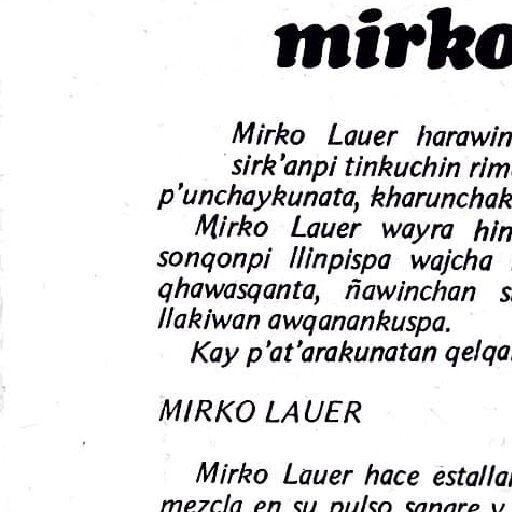 mirko
Mirko Lauer harawin
sirk'anpi tinkuchin rim
p'unchaykunata, kharunchak
Mirko Lauer wayra hin
sonqonpi llinpispa wajcha
qhawasqanta, ñawinchan s
llakiwan awqanankuspa.
Kay p'at'arakunatan qelqa
MIRKO LAUER
Mirko Lauer hace estalla
mezcla en su pulso sangre y